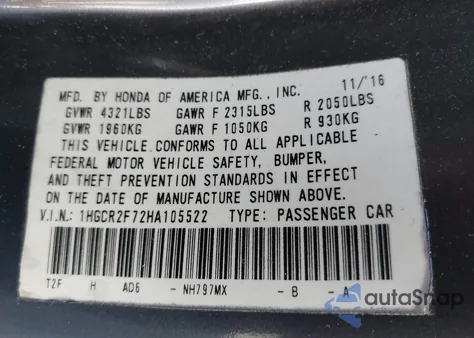 MFD. BY HONDA OF AMERICA MFG., INC. 11/16
GVWR 4321LBS GAWR F 2315LBS R 2050LBS
GVWR 1960KG GAWR F 1050KG R 930KG
THIS VEHICLE CONFORMS TO ALL APPLICABLE
FEDERAL MOTOR VEHICLE SAFETY, BUMPER,
AND THEFT PREVENTION STANDARDS IN EFFECT
ON THE DATE OF MANUFACTURE SHOWN ABOVE.
V.I.N.: 1HGCR2F72HA105522 TYPE: PASSENGER CAR
T2F H AD6 - NH797MX - B - A
autoSnap